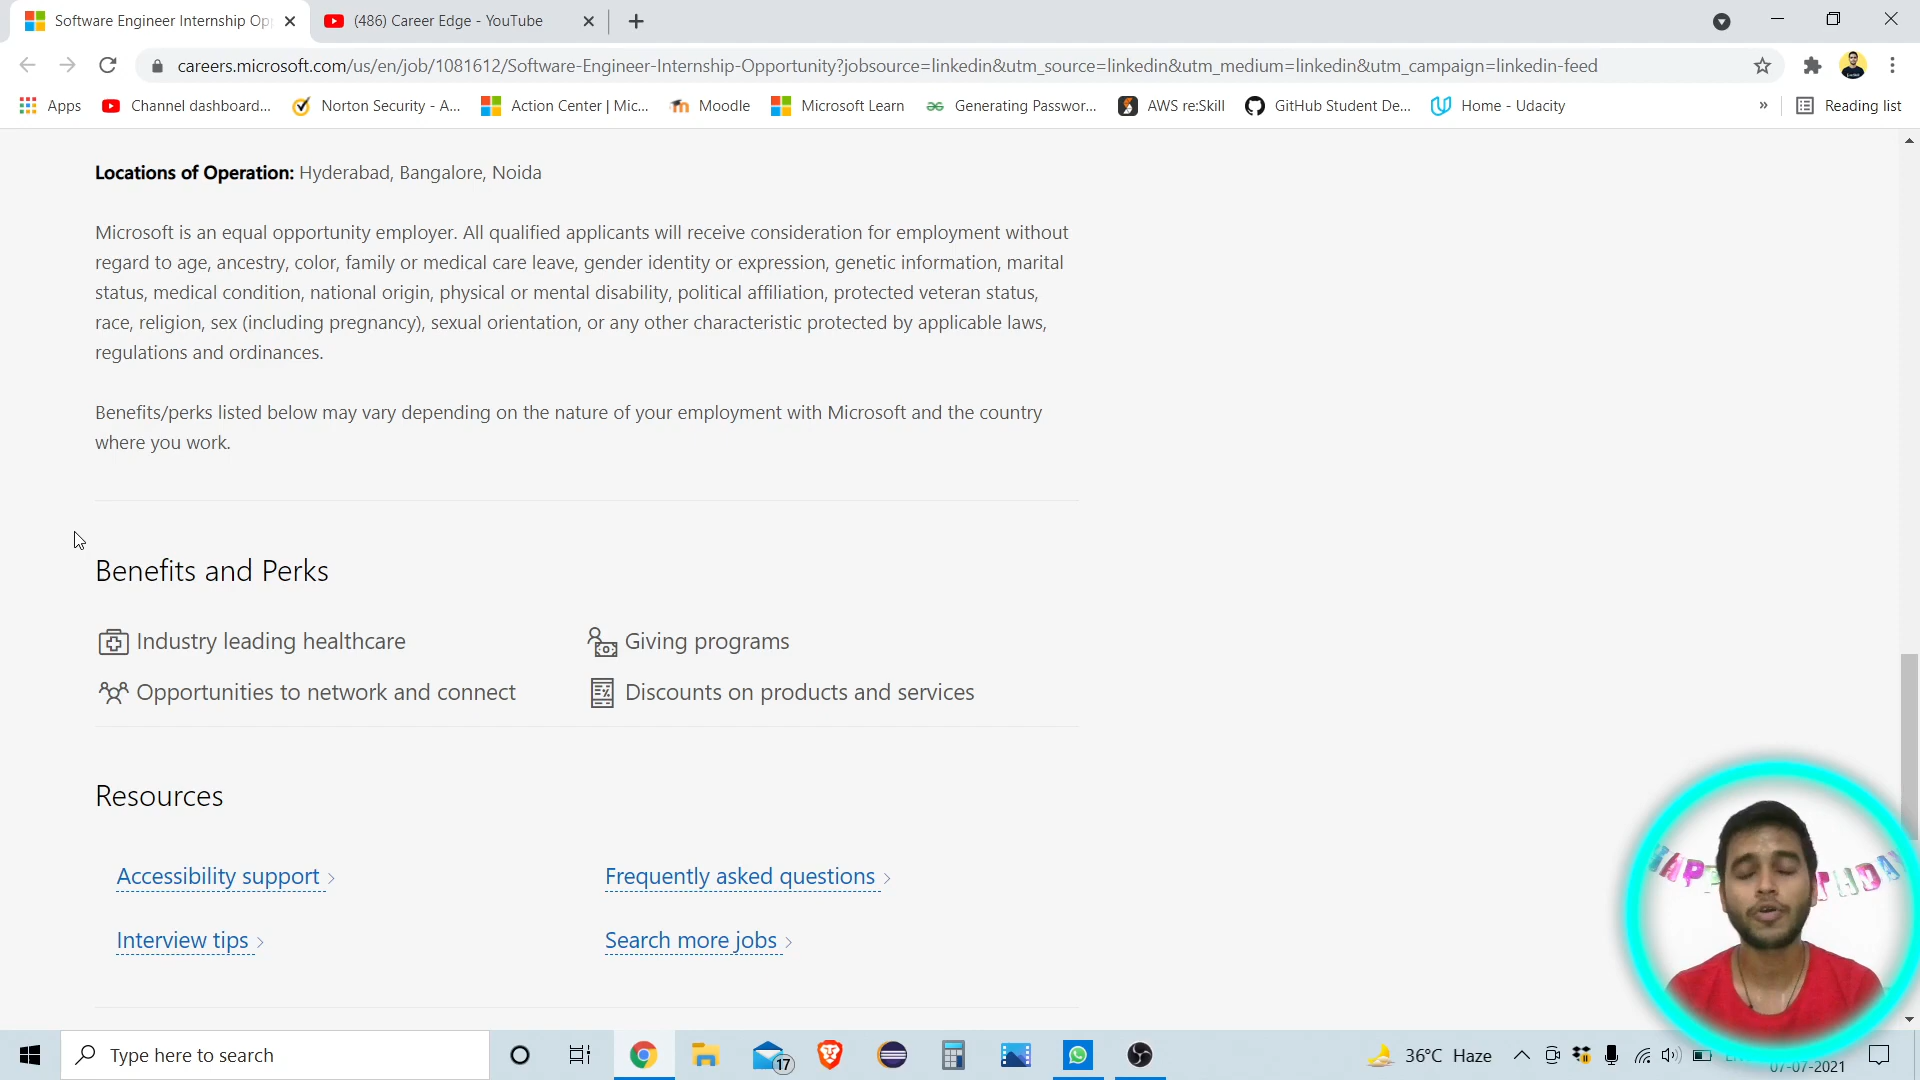 Software Engineer Internship Op
(486) Career Edge - YouTube
careers.microsoft.com/us/en/job/1081612/Software-Engineer-Internship-Opportunity?jobsource=linkedin&utm_source=linkedin&utm_medium=linkedin&utm_campaign=linkedin-feed
Apps
Channel dashboard...
Norton Security - A...
Action Center | Mic...
Moodle
Microsoft Learn
Generating Passwor...
AWS re:Skill
GitHub Student De...
Home - Udacity
»
Reading list
Locations of Operation: Hyderabad, Bangalore, Noida
Microsoft is an equal opportunity employer. All qualified applicants will receive consideration for employment without
regard to age, ancestry, color, family or medical care leave, gender identity or expression, genetic information, marital
status, medical condition, national origin, physical or mental disability, political affiliation, protected veteran status,
race, religion, sex (including pregnancy), sexual orientation, or any other characteristic protected by applicable laws,
regulations and ordinances.
Benefits/perks listed below may vary depending on the nature of your employment with Microsoft and the country
where you work.
Benefits and Perks
Industry leading healthcare
Giving programs
Opportunities to network and connect
Discounts on products and services
Resources
Accessibility support
Frequently asked questions
Interview tips
Search more jobs
Type here to search
17
36°C Haze
07-07-2021